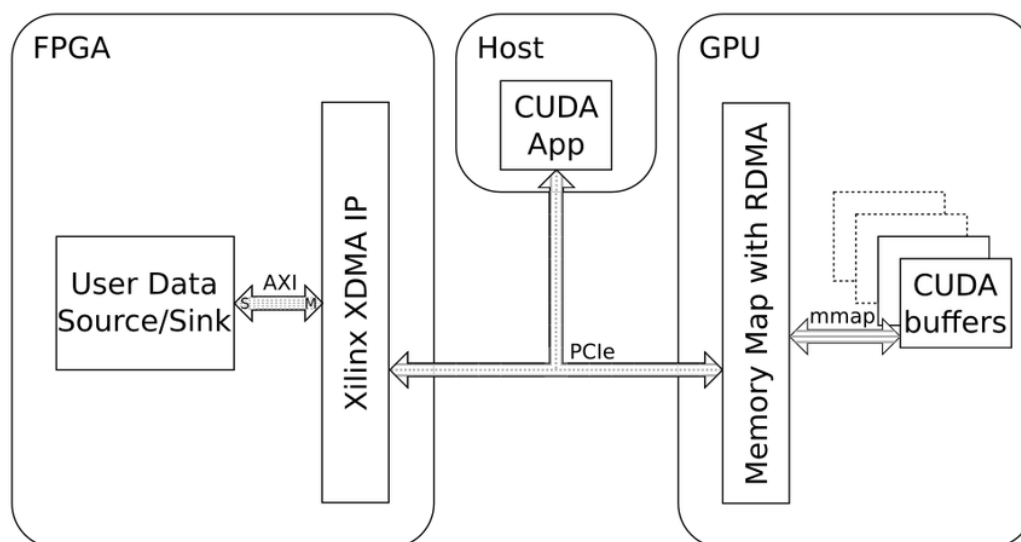 FPGA
User Data
Source/Sink
S
AXI
M
Xilinx XDMA IP
Host
CUDA
App
PCIe
GPU
Memory Map with RDMA
mmap
CUDA
buffers